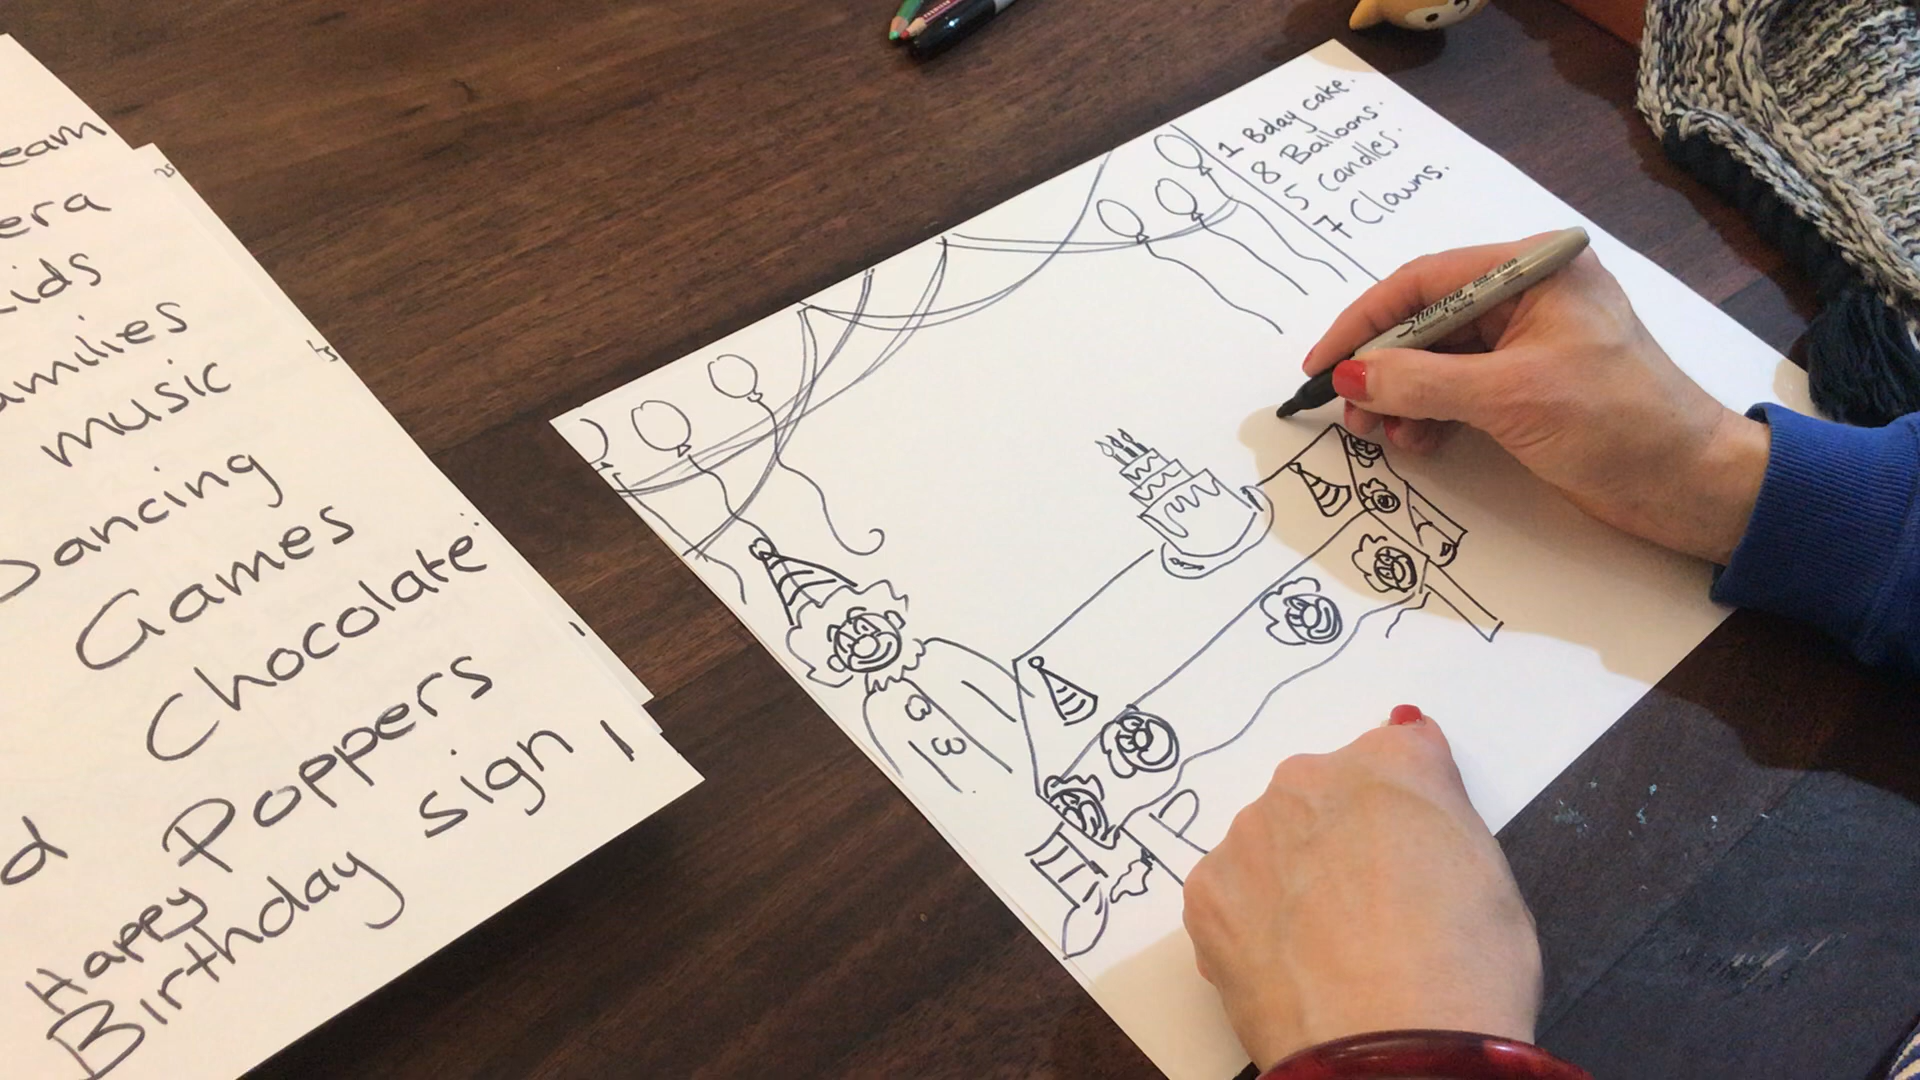 eam
era
ids
amilies
music
Dancing
Games
Chocolate
d Poppers
Happy
Birthday sign
1 Bday cake.
8 Balloons.
5 candles.
7 Clowns.
Sharpie